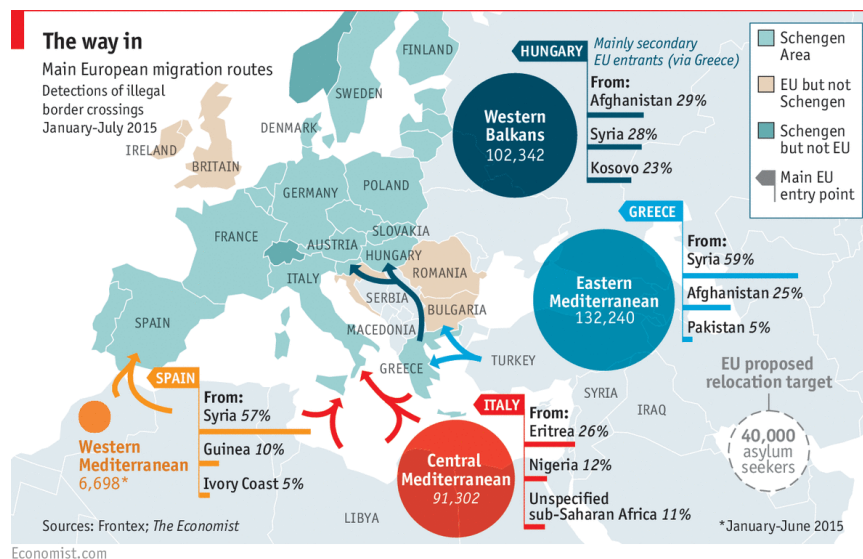 The way in
Main European migration routes
Detections of illegal
border crossings
January-July 2015
HUNGARY
Mainly secondary
EU entrants (via Greece)
Western
Balkans
102,342
From:
Afghanistan 29%
Syria 28%
Kosovo 23%
Schengen
Area
EU but not
Schengen
Schengen
but not EU
Main EU
entry point
FINLAND
SWEDEN
DENMARK
IRELAND
BRITAIN
GERMANY
POLAND
SLOVAKIA
FRANCE
AUSTRIA
HUNGARY
ROMANIA
ITALY
SERBIA
BULGARIA
SPAIN
MACEDONIA
GREECE
TURKEY
SYRIA
IRAQ
LIBYA
GREECE
Eastern
Mediterranean
132,240
From:
Syria 59%
Afghanistan 25%
Pakistan 5%
EU proposed
relocation target
40,000
asylum
seekers
SPAIN
Western
Mediterranean
6,698*
From:
Syria 57%
Guinea 10%
Ivory Coast 5%
ITALY
Central
Mediterranean
91,302
From:
Eritrea 26%
Nigeria 12%
Unspecified
sub-Saharan Africa 11%
Sources: Frontex; The Economist
*January-June 2015
Economist.com